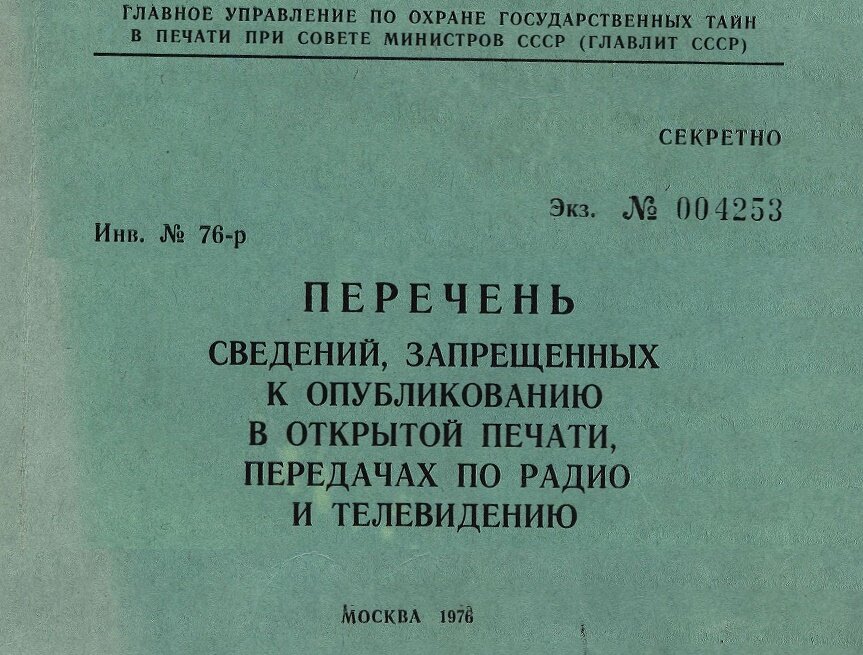 ГЛАВНОЕ УПРАВЛЕНИЕ ПО ОХРАНЕ ГОСУДАРСТВЕННЫХ ТАЙН
В ПЕЧАТИ ПРИ СОВЕТЕ МИНИСТРОВ СССР (ГЛАВЛИТ СССР)
СЕКРЕТНО
Экз. № 004253
Инв. № 76-р
ПЕРЕЧЕНЬ
СВЕДЕНИЙ, ЗАПРЕЩЕННЫХ
К ОПУБЛИКОВАНИЮ
В ОТКРЫТОЙ ПЕЧАТИ,
ПЕРЕДАЧАХ ПО РАДИО
И ТЕЛЕВИДЕНИЮ
МОСКВА 1976